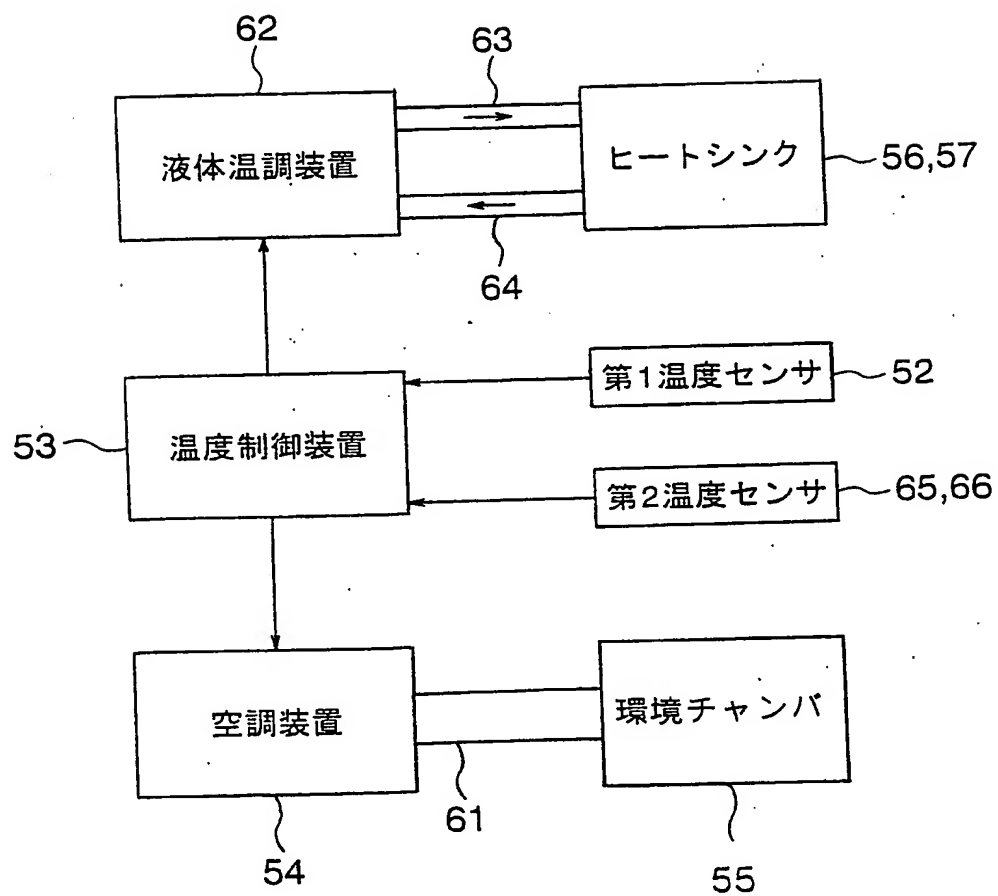 62
63
液体温調装置
ヒートシンク
56,57
64
第1温度センサ
52
53
温度制御装置
第2温度センサ
65,66
空調装置
環境チャンバ
61
54
55